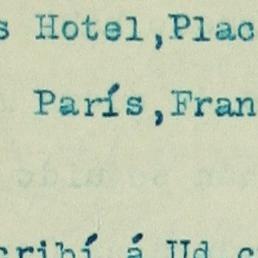 s Hotel,Plac
París,Fran
cribí á Ud c